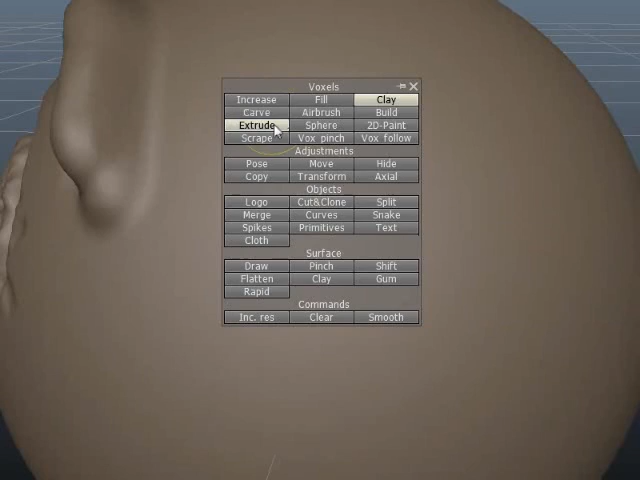 Voxels
Increase Fill Clay
Carve Airbrush Build
Extrude Sphere 2D-Paint
Scrape Vox pinch Vox follow
Adjustments
Pose Move Hide
Copy Transform Axial
Objects
Logo Cut&Clone Split
Merge Curves Snake
Spikes Primitives Text
Cloth
Surface
Draw Pinch Shift
Flatten Clay Gum
Rapid
Commands
Inc. res Clear Smooth